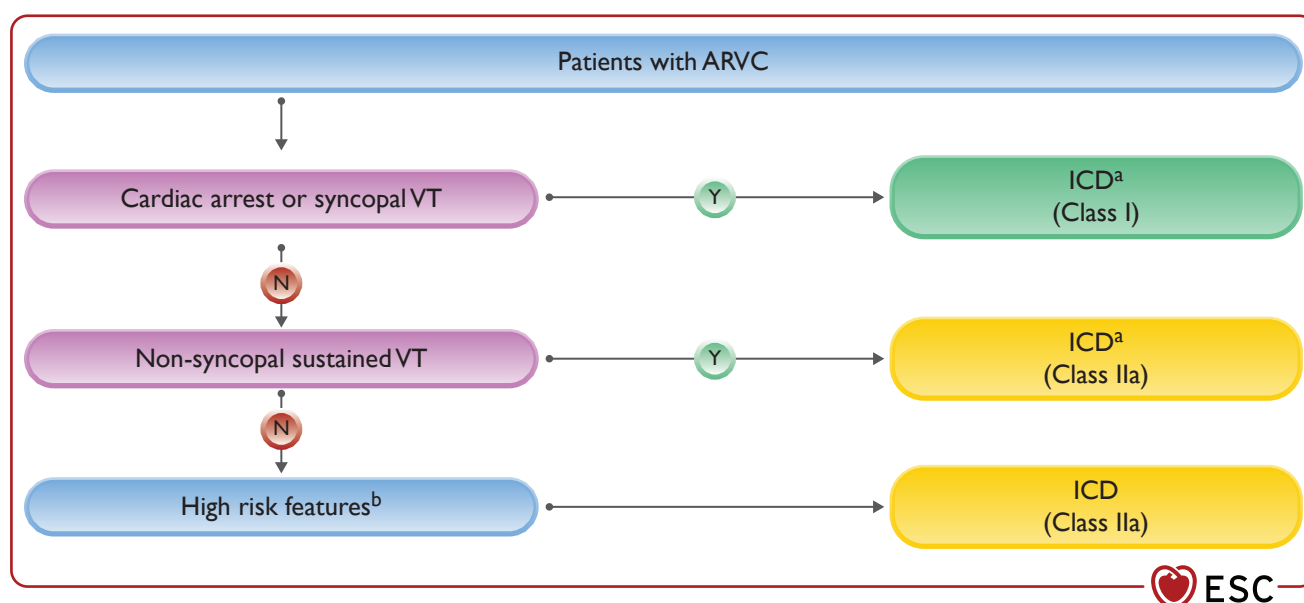 Patients with ARVC
Cardiac arrest or syncopal VT
Y
ICDᵃ
(Class I)
N
Non-syncopal sustained VT
Y
ICDᵃ
(Class IIa)
N
High risk featuresᵇ
ICD
(Class IIa)
ESC